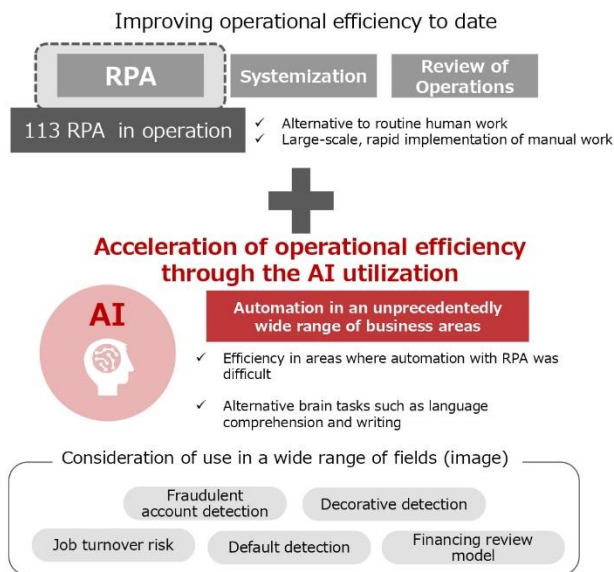 Improving operational efficiency to date
RPA
Systemization
Review of
Operations
113 RPA in operation
✓ Alternative to routine human work
✓ Large-scale, rapid implementation of manual work
Acceleration of operational efficiency
through the AI utilization
AI
Automation in an unprecedentedly
wide range of business areas
✓ Efficiency in areas where automation with RPA was
difficult
✓ Alternative brain tasks such as language
comprehension and writing
Consideration of use in a wide range of fields (image)
Fraudulent
account detection
Decorative detection
Job turnover risk
Default detection
Financing review
model